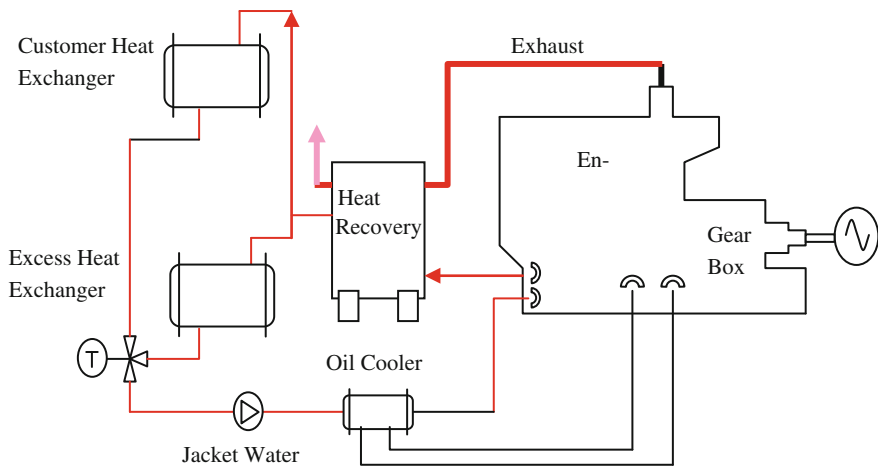 Customer Heat
Exchanger
Exhaust
En-
Heat
Recovery
Gear
Box
Excess Heat
Exchanger
T
Oil Cooler
Jacket Water